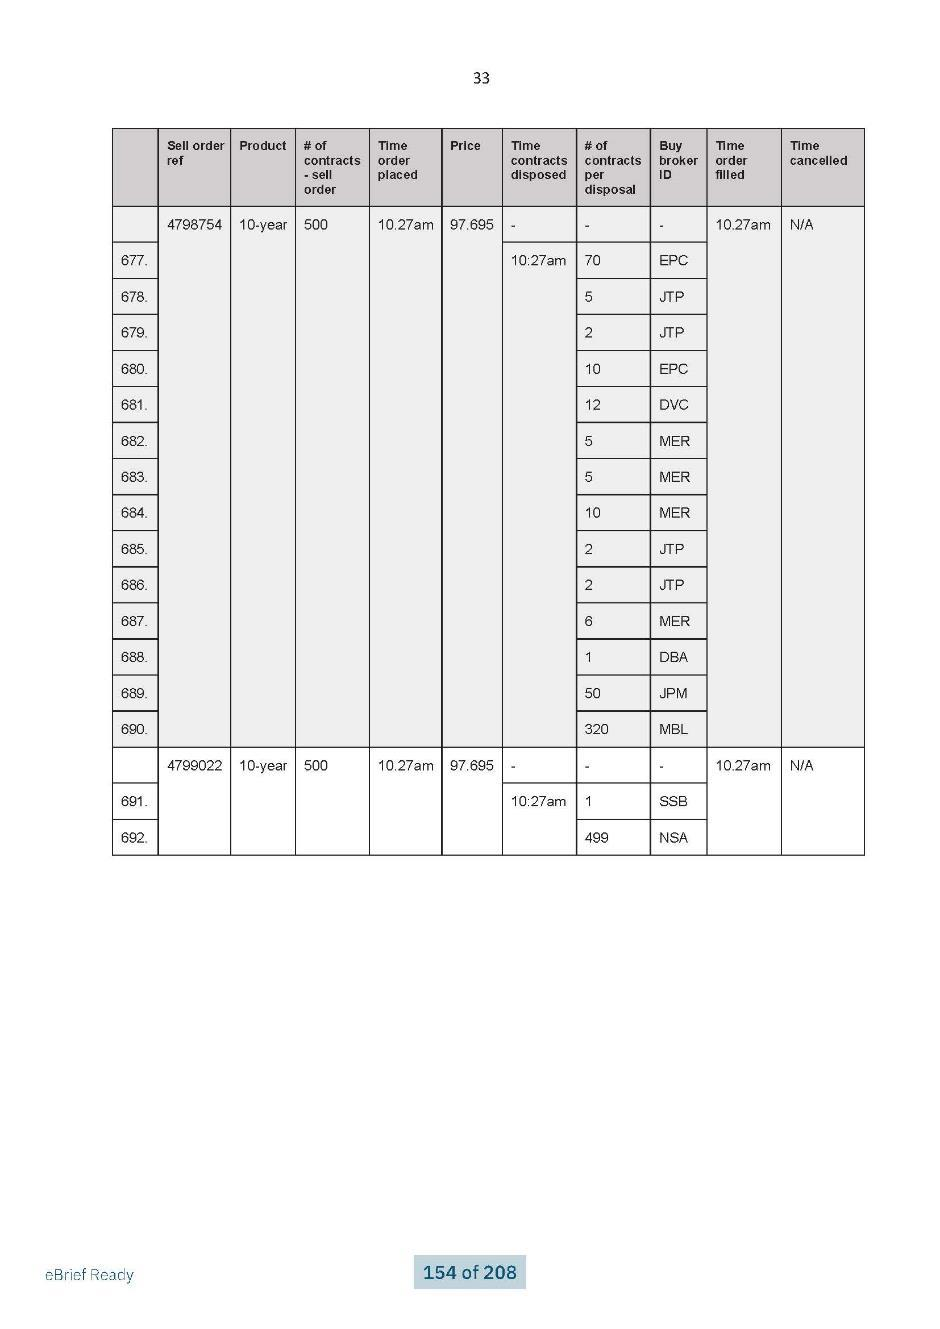 33
Sell order ref | Product | # of contracts - sell order | Time order placed | Price | Time contracts disposed | # of contracts per disposal | Buy broker ID | Time order filled | Time cancelled
4798754 | 10-year | 500 | 10.27am | 97.695 | - | - | - | 10.27am | N/A
677. | 10:27am | 70 | EPC
678. | 5 | JTP
679. | 2 | JTP
680. | 10 | EPC
681. | 12 | DVC
682. | 5 | MER
683. | 5 | MER
684. | 10 | MER
685. | 2 | JTP
686. | 2 | JTP
687. | 6 | MER
688. | 1 | DBA
689. | 50 | JPM
690. | 320 | MBL
4799022 | 10-year | 500 | 10.27am | 97.695 | - | - | - | 10.27am | N/A
691. | 10:27am | 1 | SSB
692. | 499 | NSA
eBrief Ready
154 of 208